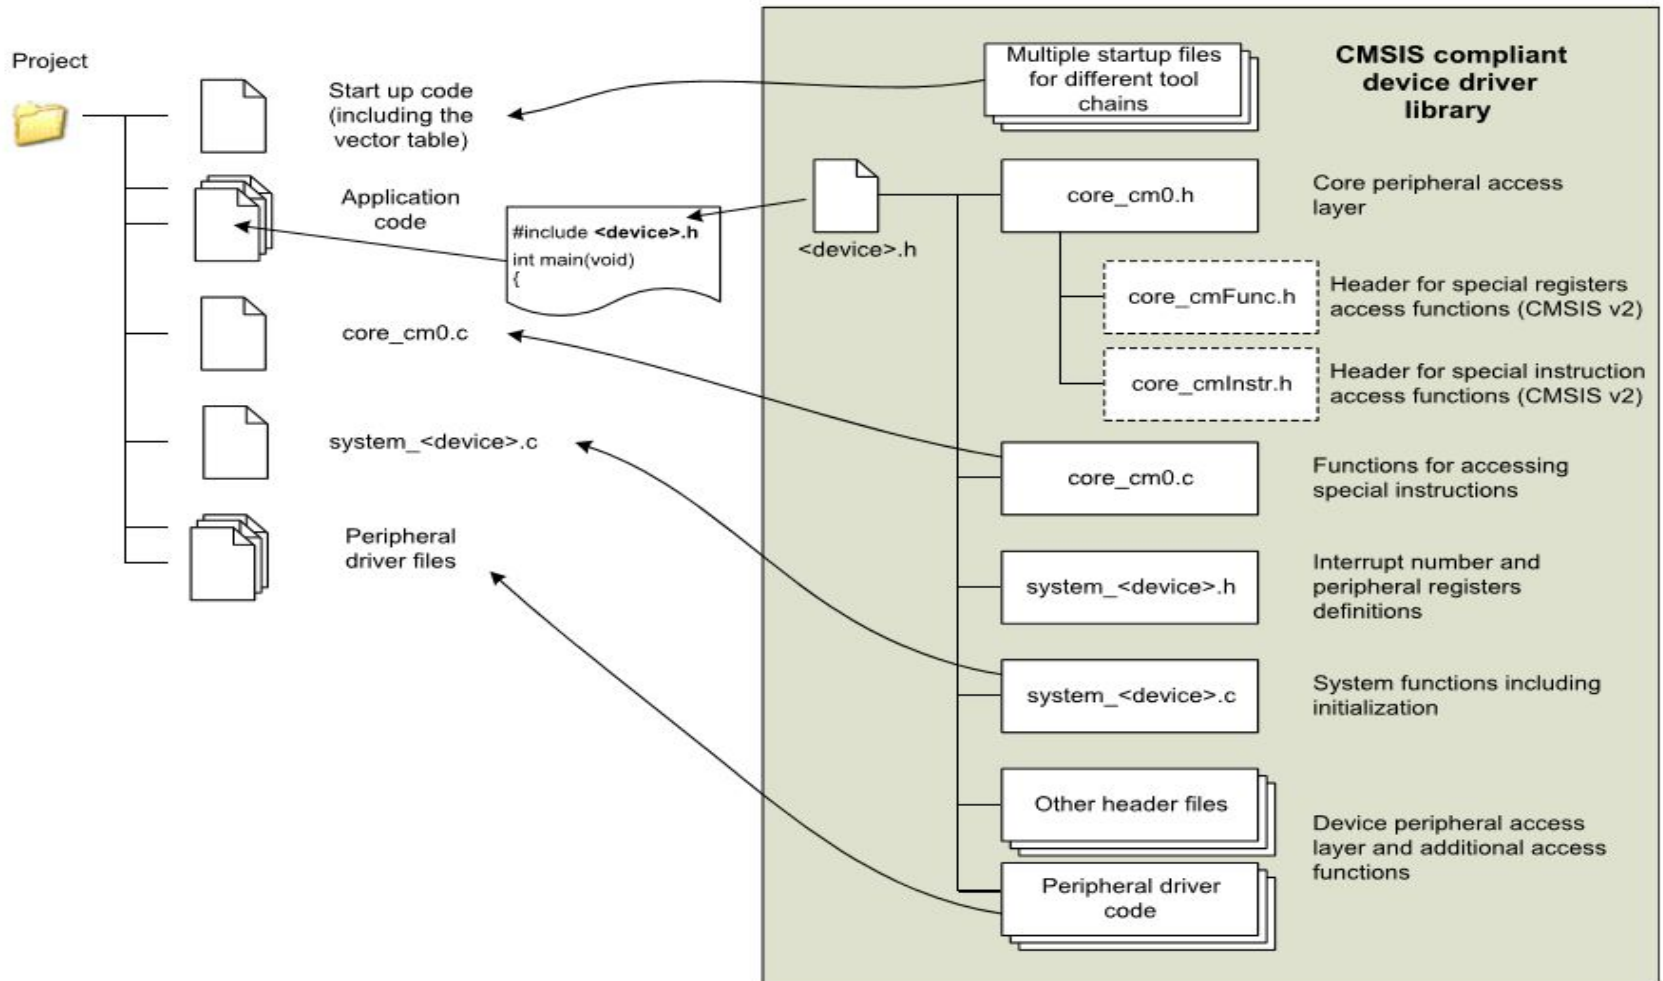 Project
Start up code
(including the
vector table)
Application
code
#include <device>.h
int main(void)
{
core_cm0.c
system_<device>.c
Peripheral
driver files
CMSIS compliant
device driver
library
Multiple startup files
for different tool
chains
<device>.h
core_cm0.h
Core peripheral access
layer
core_cmFunc.h
Header for special registers
access functions (CMSIS v2)
core_cmInstr.h
Header for special instruction
access functions (CMSIS v2)
core_cm0.c
Functions for accessing
special instructions
system_<device>.h
Interrupt number and
peripheral registers
definitions
system_<device>.c
System functions including
initialization
Other header files
Peripheral driver
code
Device peripheral access
layer and additional access
functions